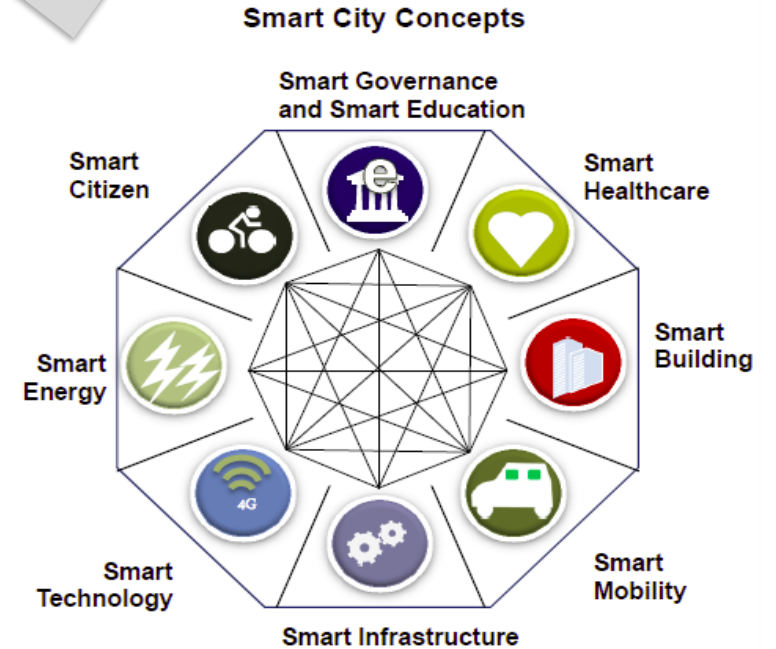 Smart City Concepts
Smart Governance
and Smart Education
Smart
Citizen
Smart
Healthcare
e
Smart
Building
Smart
Energy
4G
Smart
Technology
Smart
Mobility
Smart Infrastructure